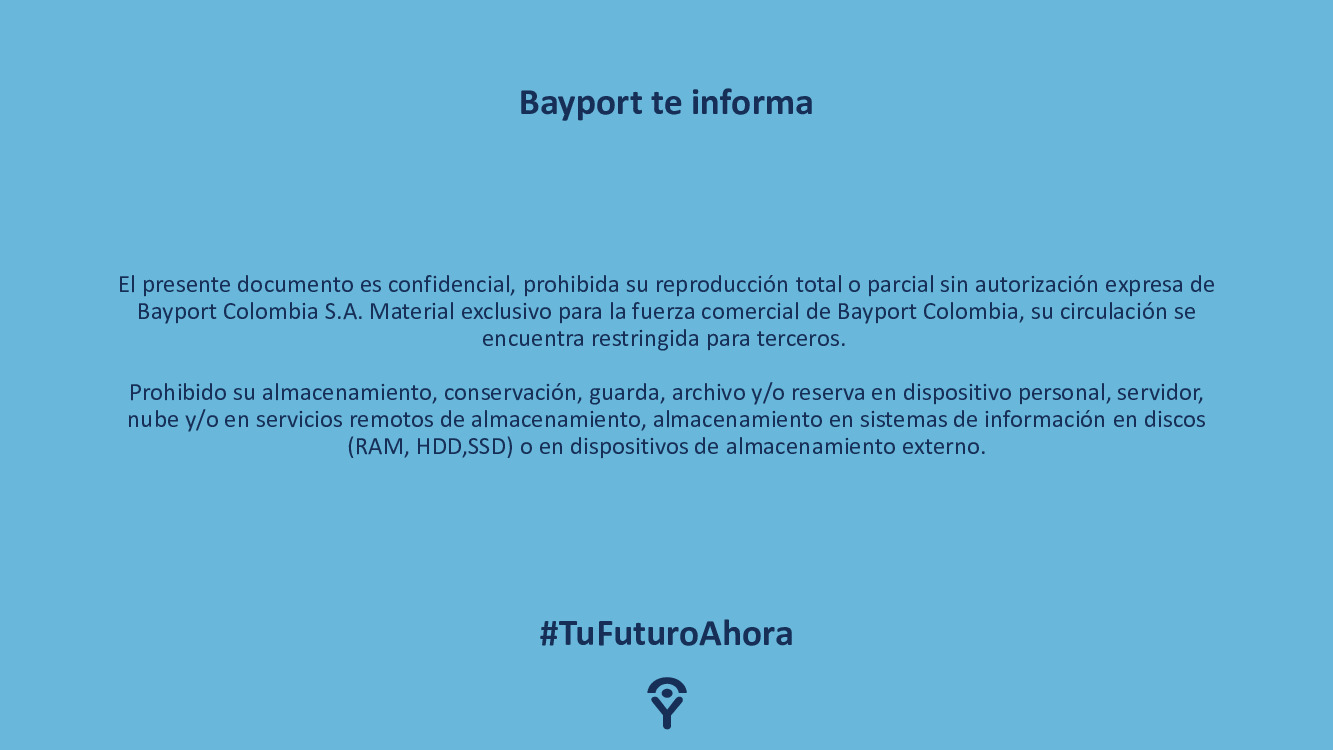 Bayport te informa
El presente documento es confidencial, prohibida su reproducción total o parcial sin autorización expresa de
Bayport Colombia S.A. Material exclusivo para la fuerza comercial de Bayport Colombia, su circulación se
encuentra restringida para terceros.
Prohibido su almacenamiento, conservación, guarda, archivo y/o reserva en dispositivo personal, servidor,
nube y/o en servicios remotos de almacenamiento, almacenamiento en sistemas de información en discos
(RAM, HDD,SSD) o en dispositivos de almacenamiento externo.
#TuFuturoAhora